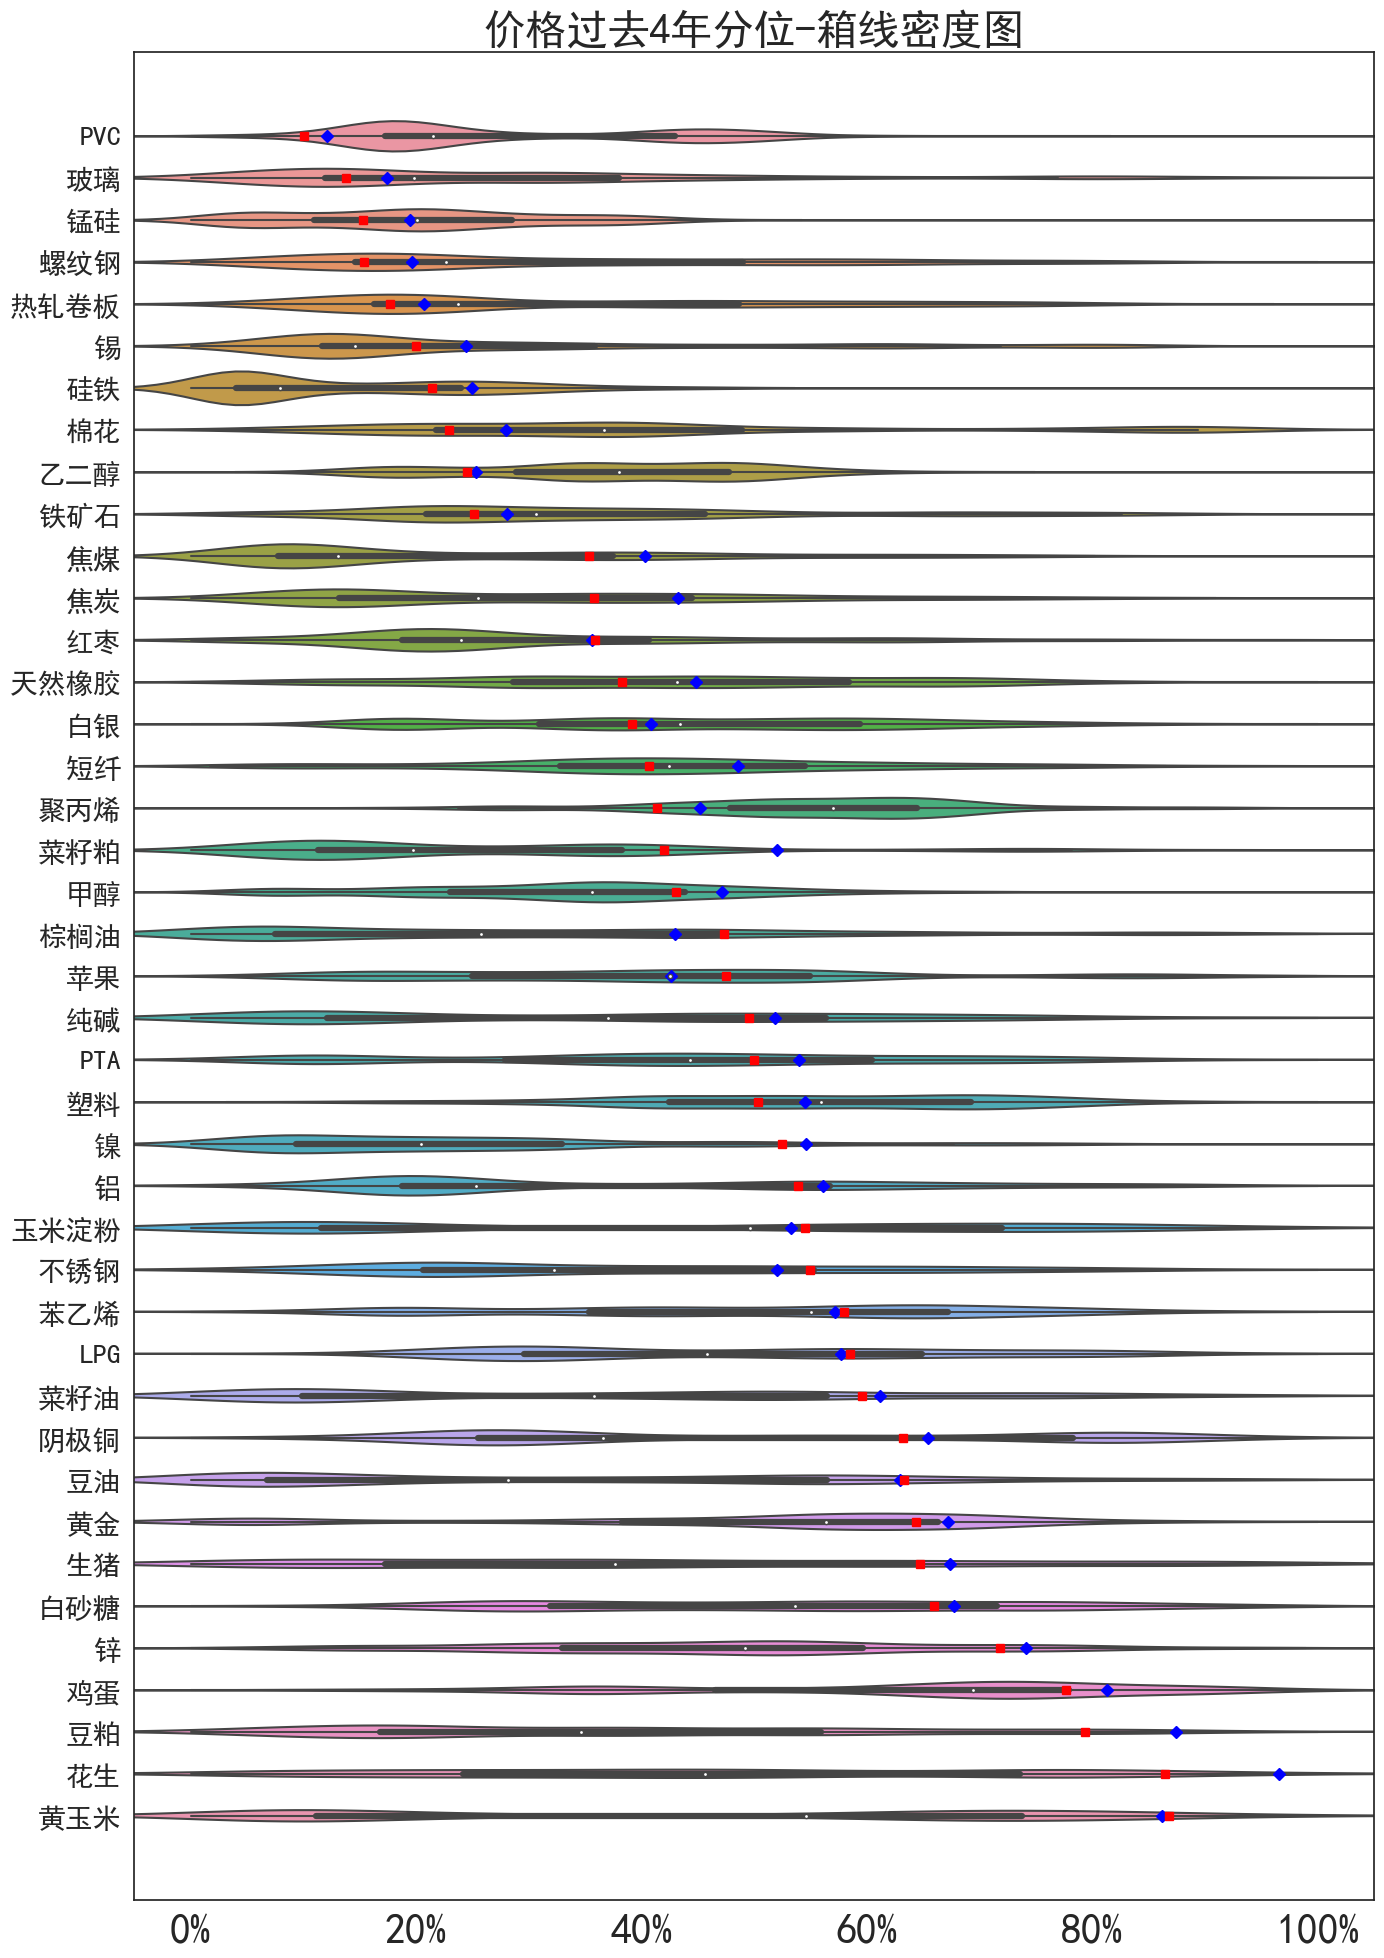 价格过去4年分位-箱线密度图
PVC
玻璃
锰硅
螺纹钢
热轧卷板
锡
硅铁
棉花
乙二醇
铁矿石
焦煤
焦炭
红枣
天然橡胶
白银
短纤
聚丙烯
菜籽粕
甲醇
棕榈油
苹果
纯碱
PTA
塑料
镍
铝
玉米淀粉
不锈钢
苯乙烯
LPG
菜籽油
阴极铜
豆油
黄金
生猪
白砂糖
锌
鸡蛋
豆粕
花生
黄玉米
0% 20% 40% 60% 80% 100%